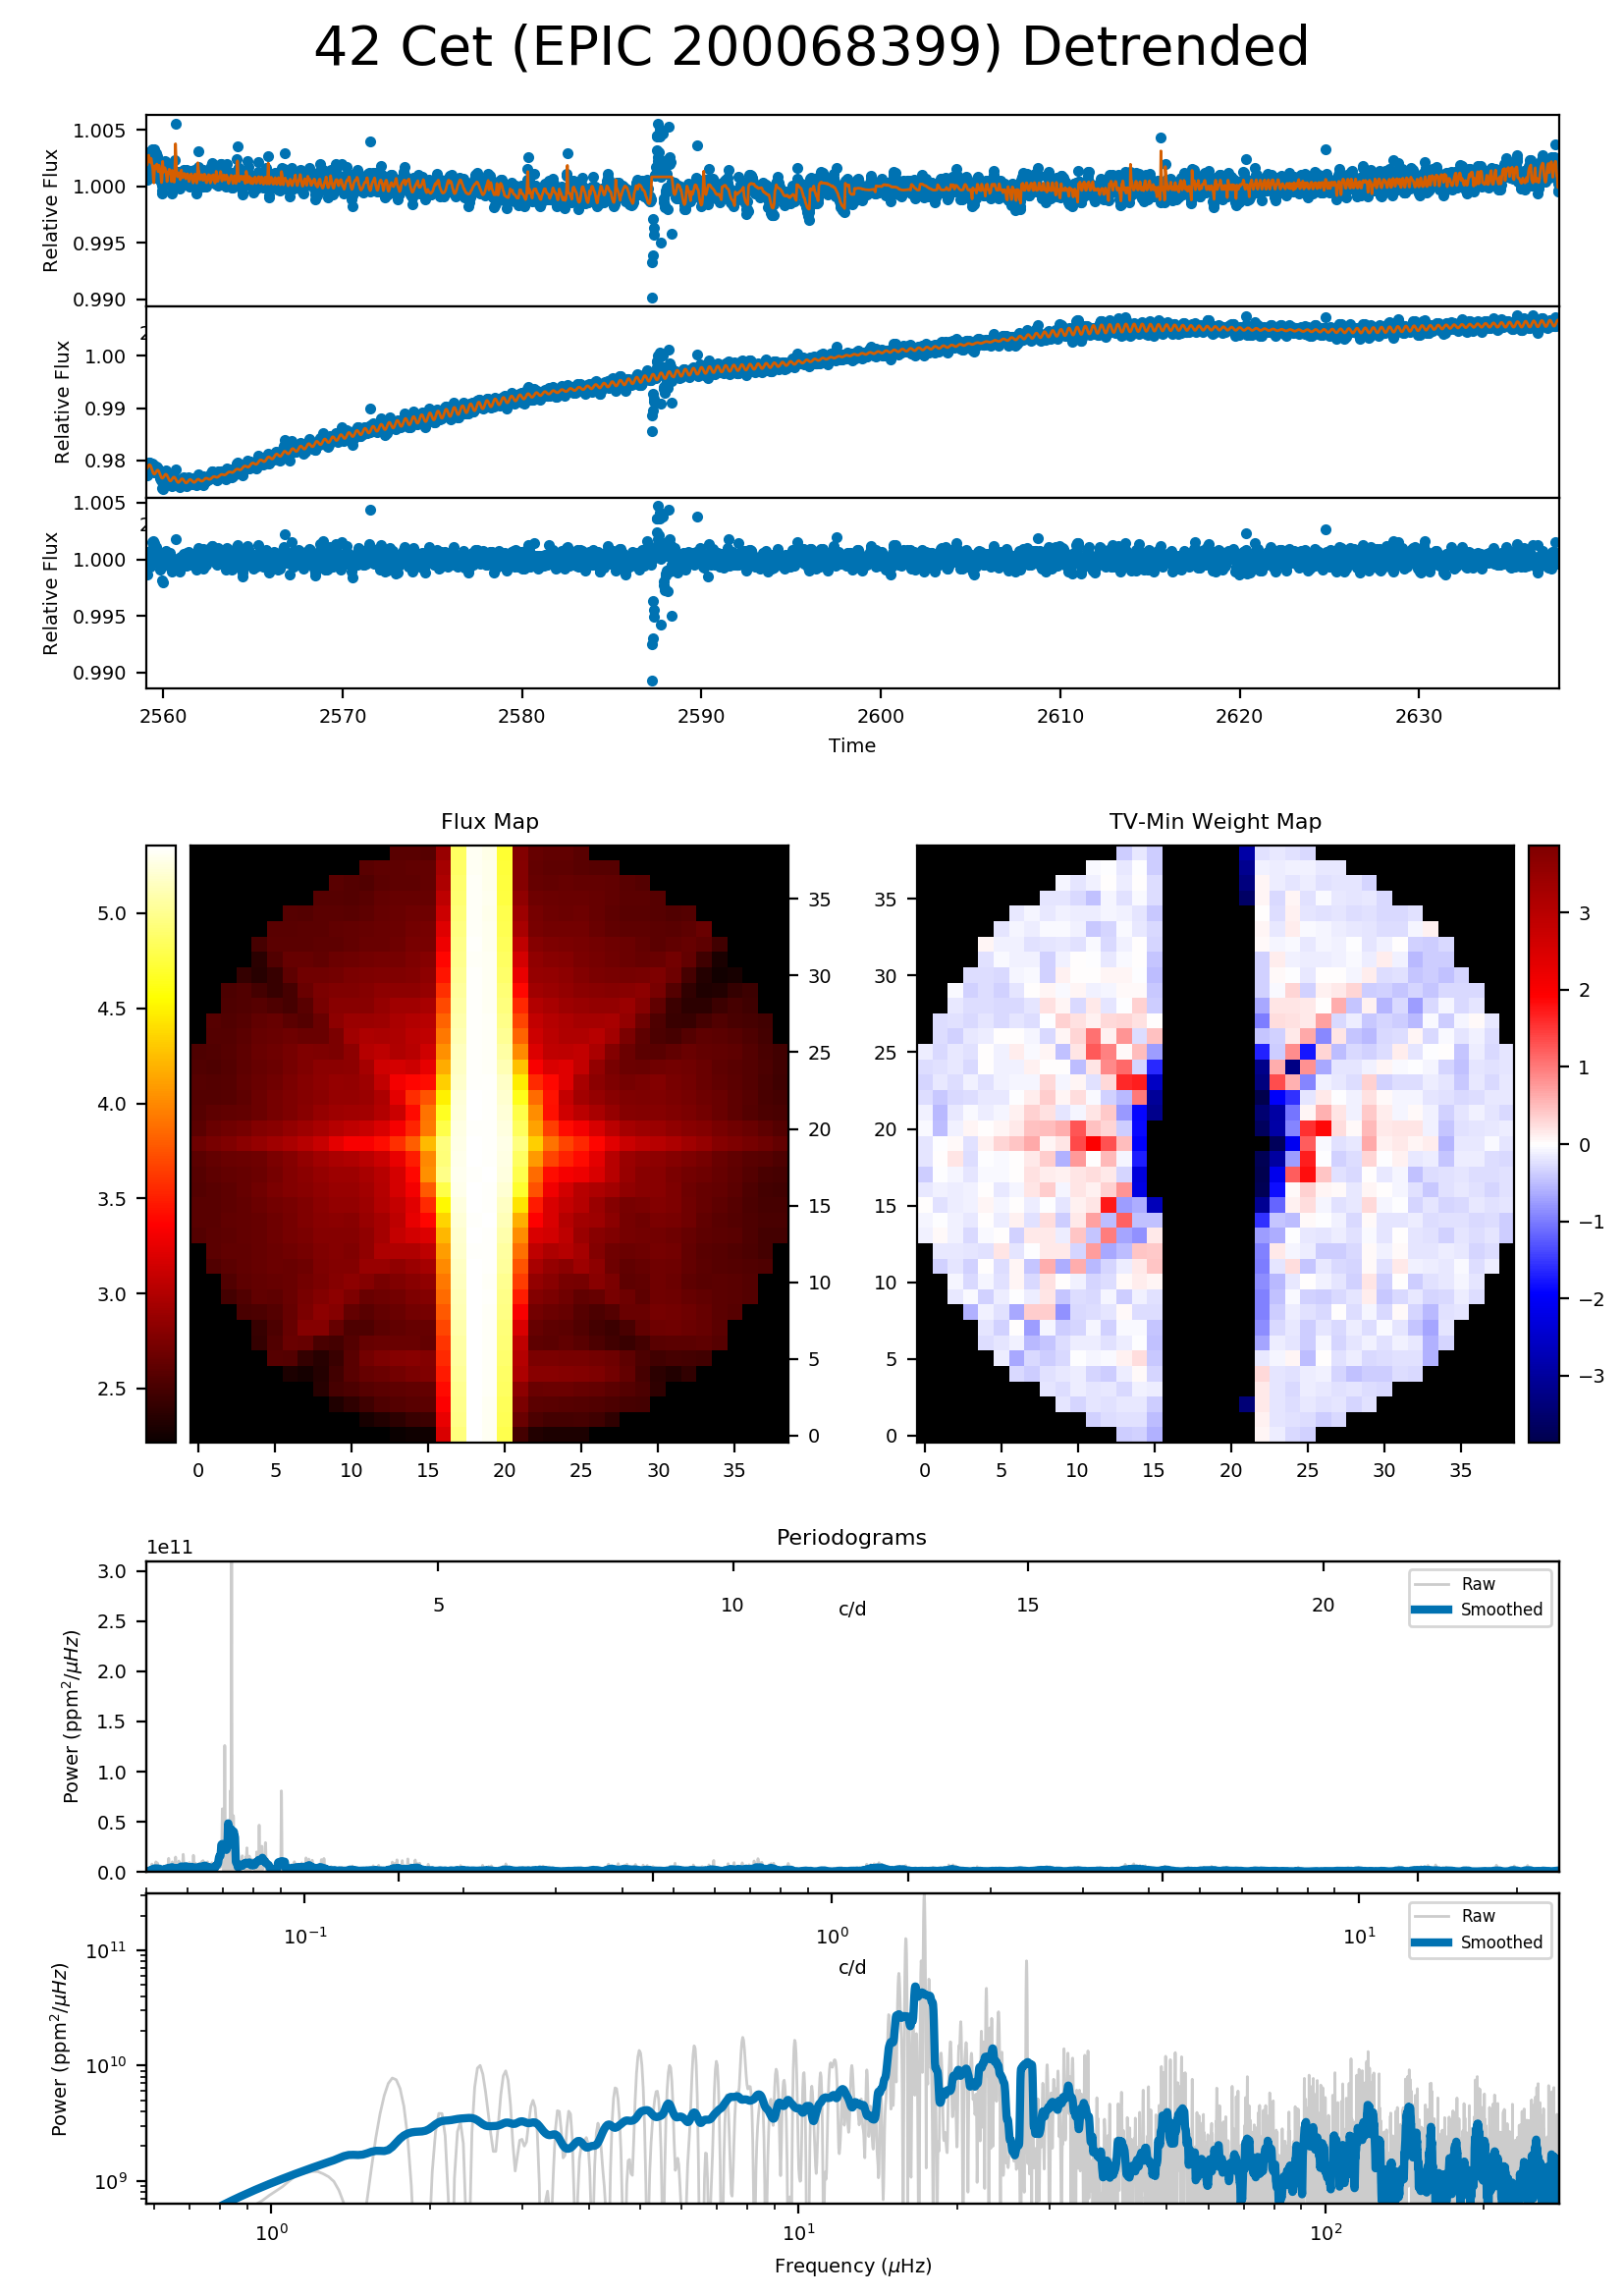 42 Cet (EPIC 200068399) Detrended
1.005
1.000
0.995
0.990
Relative Flux
1.00
0.99
0.98
Relative Flux
1.005
1.000
0.995
0.990
Relative Flux
2560 2570 2580 2590 2600 2610 2620 2630
Time
Flux Map
TV-Min Weight Map
5.0
4.5
4.0
3.5
3.0
2.5
35
30
25
20
15
10
5
0
0 5 10 15 20 25 30 35
35
30
25
20
15
10
5
0
0 5 10 15 20 25 30 35
3
2
1
0
−1
−2
−3
Periodograms
1e11
3.0
2.5
2.0
1.5
1.0
0.5
0.0
Power (ppm²/μHz)
5 10 15 20
c/d
Raw
Smoothed
10¹¹
10¹⁰
10⁹
Power (ppm²/μHz)
10⁻¹ 10⁰ 10¹
c/d
Raw
Smoothed
10⁰ 10¹ 10²
Frequency (μHz)